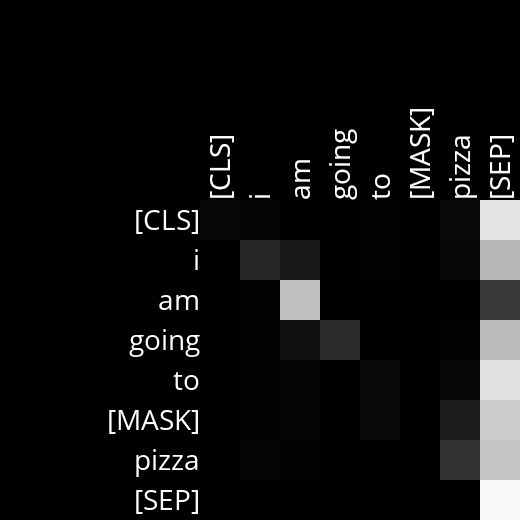 [CLS] i am going to [MASK] pizza [SEP]
[CLS]
i
am
going
to
[MASK]
pizza
[SEP]